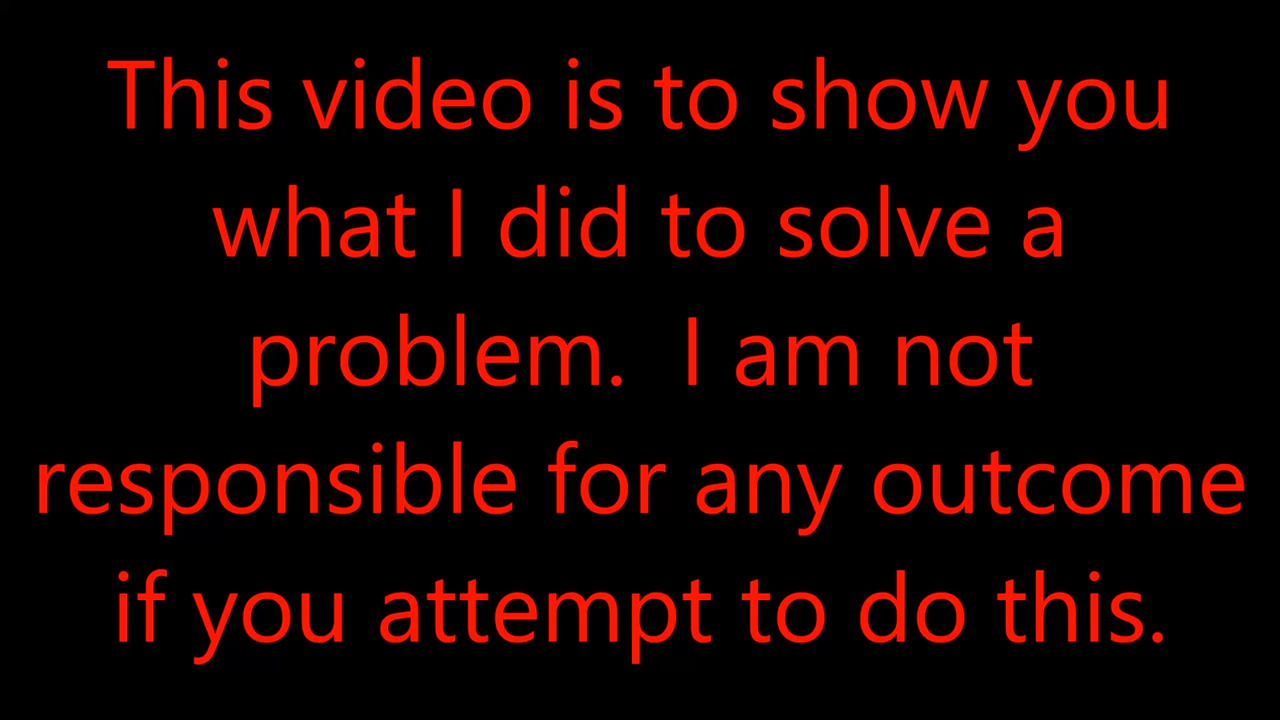 This video is to show you
what I did to solve a
problem.  I am not
responsible for any outcome
if you attempt to do this.